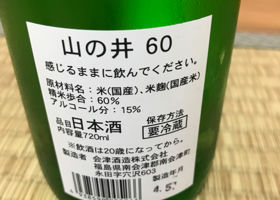 山の井 60
感じるままに飲んでください。
原材料名：米(国産)、米麹(国産米)
精米歩合：60%
アルコール分：15%
保存方法
要冷蔵
品目 日本酒
内容量720ml
※飲酒は20歳になってから。
製造者 会津酒造株式会社
福島県南会津郡南会津町
永田字穴沢603
製造年月
4.5